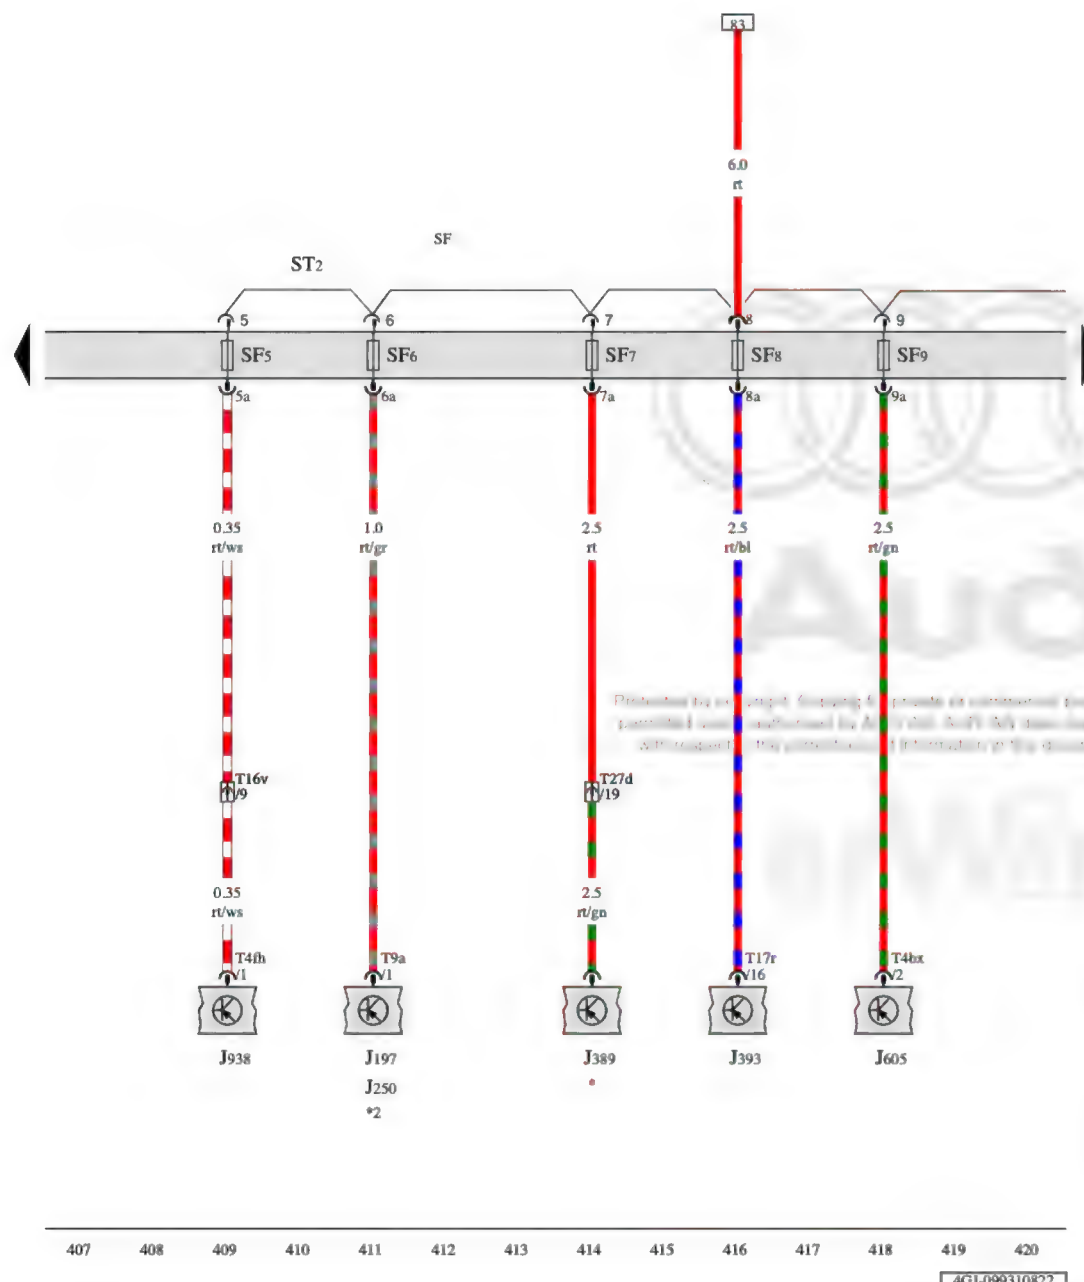 83
6.0
rt
SF
ST2
5 6 7 8 9
SF5 SF6 SF7 SF8 SF9
5a 6a 7a 8a 9a
0.35 1.0 2.5 2.5 2.5
rt/ws rt/gr rt rt/bl rt/gn
Aud
T16v T27d
/9 /19
0.35 2.5
rt/ws rt/gn
T4fh T9a T17r T4bx
/1 /1 /16 /2
J938 J197 J389 J393 J605
J250 *
*2
407 408 409 410 411 412 413 414 415 416 417 418 419 420